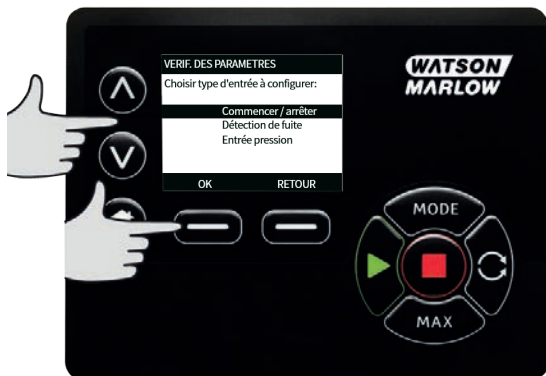 VERIF. DES PARAMETRES
Choisir type d'entrée à configurer:
Commencer / arrêter
Détection de fuite
Entrée pression
OK RETOUR
WATSON
MARLOW
MODE
MAX